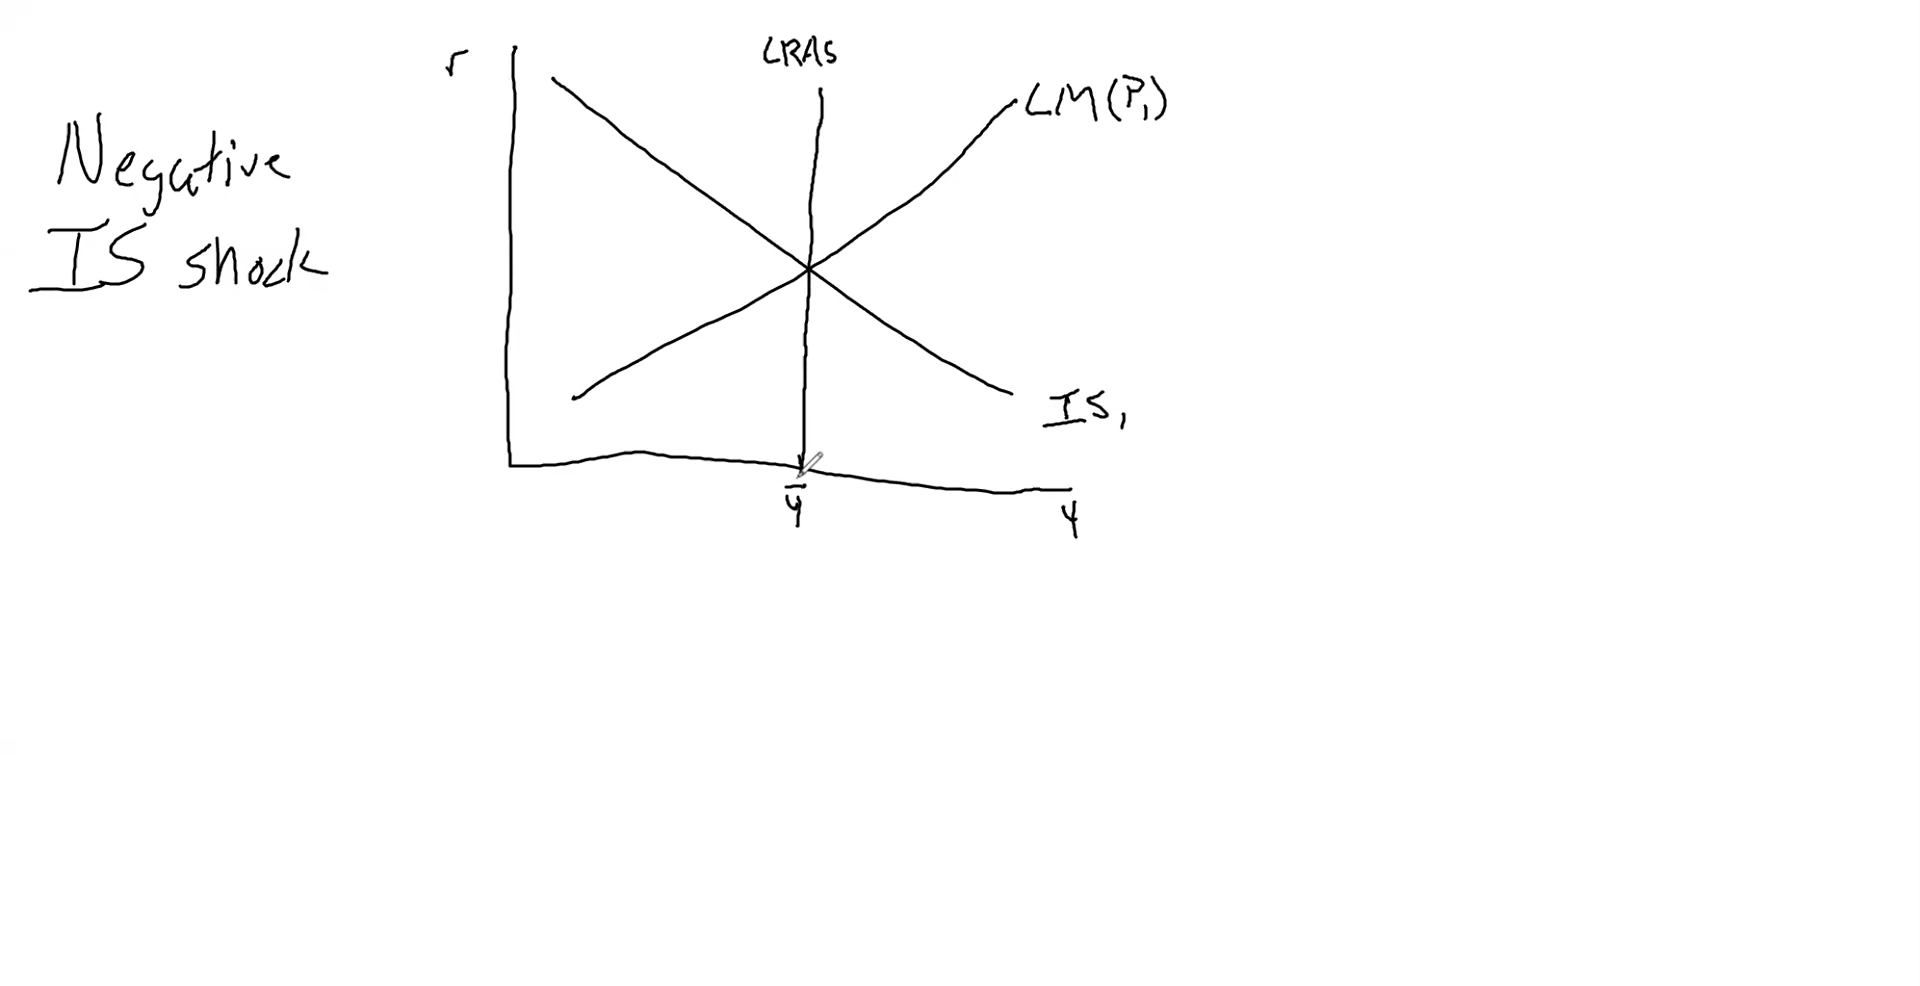 r
LRAS
LM(P₁)
Negative
IS shock
IS₁
Ȳ
Y